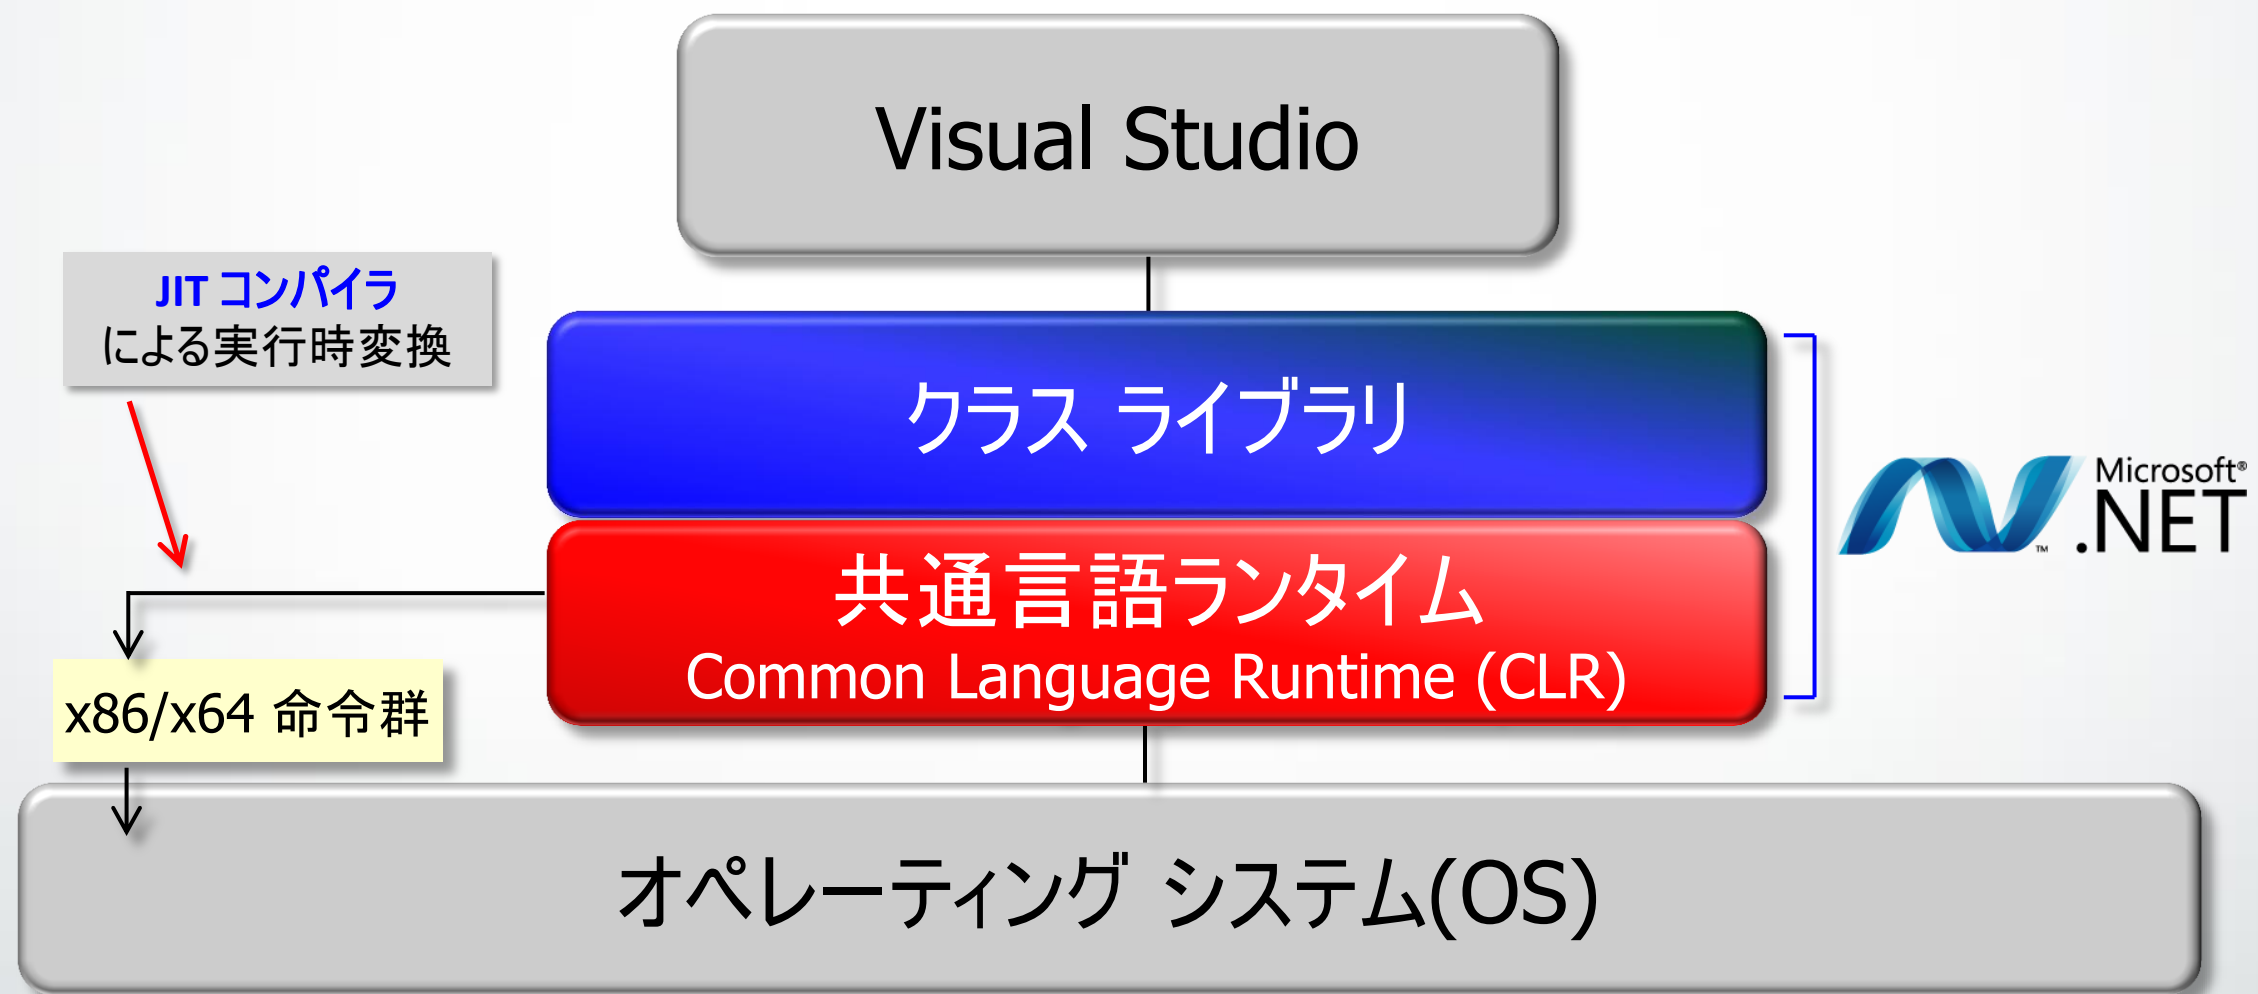 Visual Studio
JIT コンパイラ
による実行時変換
クラス ライブラリ
Microsoft®
.NET
™
共通言語ランタイム
Common Language Runtime (CLR)
x86/x64 命令群
オペレーティング システム(OS)